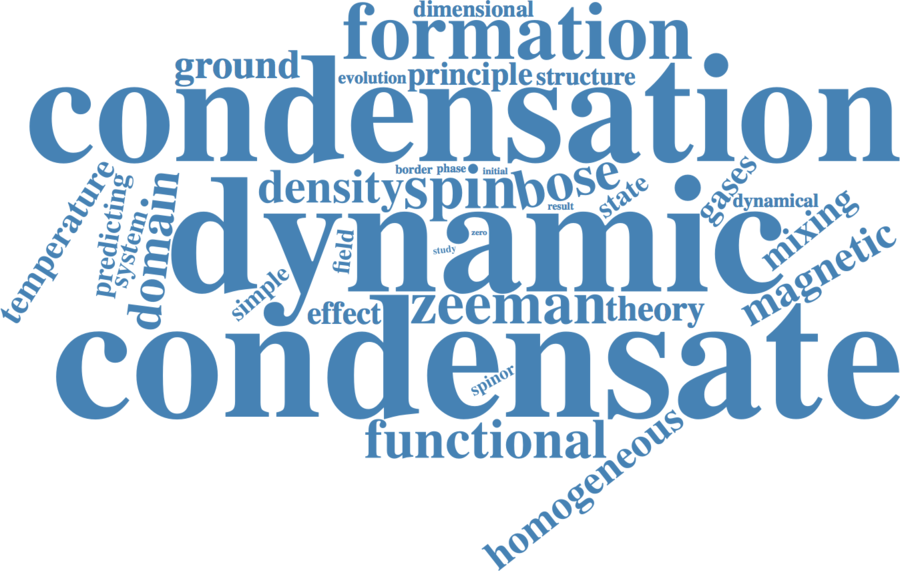 dimensional
formation
ground
evolution principle structure
condensation
border phase initial
density spin bose
temperature
predicting
system
domain
result
state
gases
dynamical
dynamic
field
study
zero
mixing
magnetic
simple
effect
zeeman
theory
condensate
spinor
functional
homogeneous